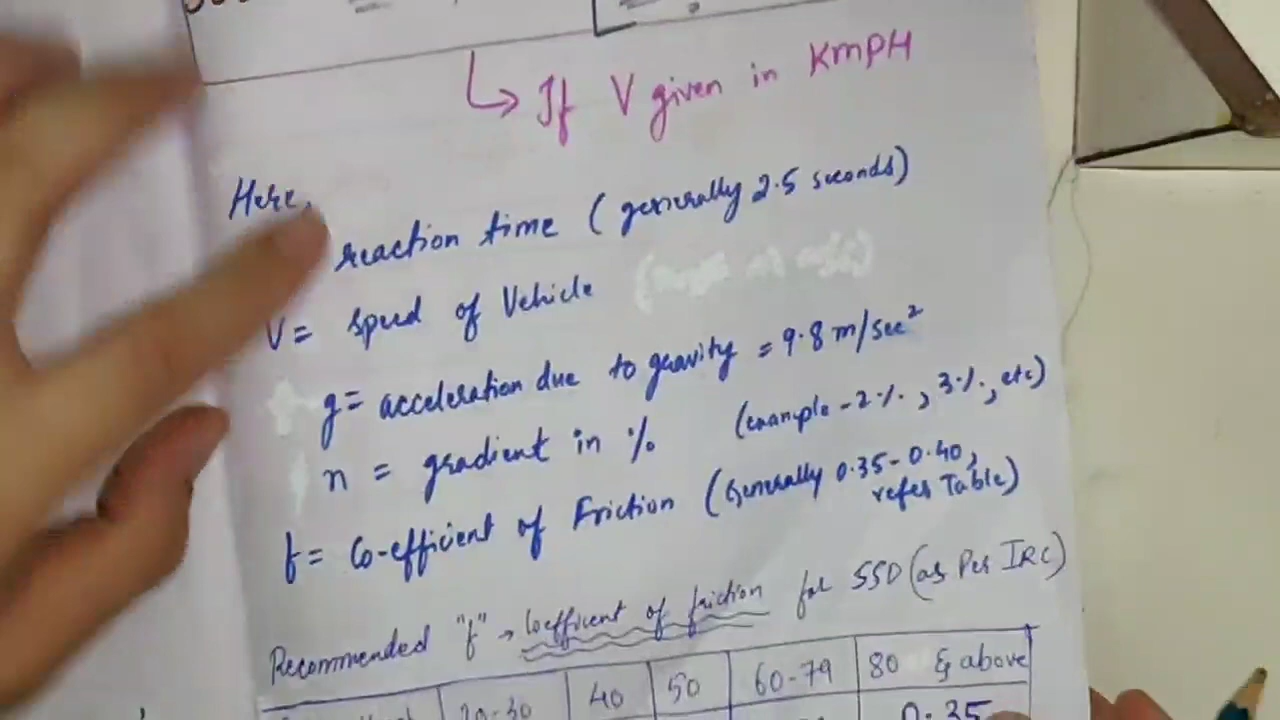 If V given in KMPH
Here,
reaction time (generally 2.5 seconds)
V = speed of Vehicle
g = acceleration due to gravity = 9.8 m/sec²
n = gradient in % (example - 2%, 3%, etc)
f = Co-efficient of Friction (Generally 0.35-0.40,
refer Table)
Recommended "f" → Coefficient of friction for SSD (as Per IRC)
20-30 40 50 60-79 80 & above
0.35